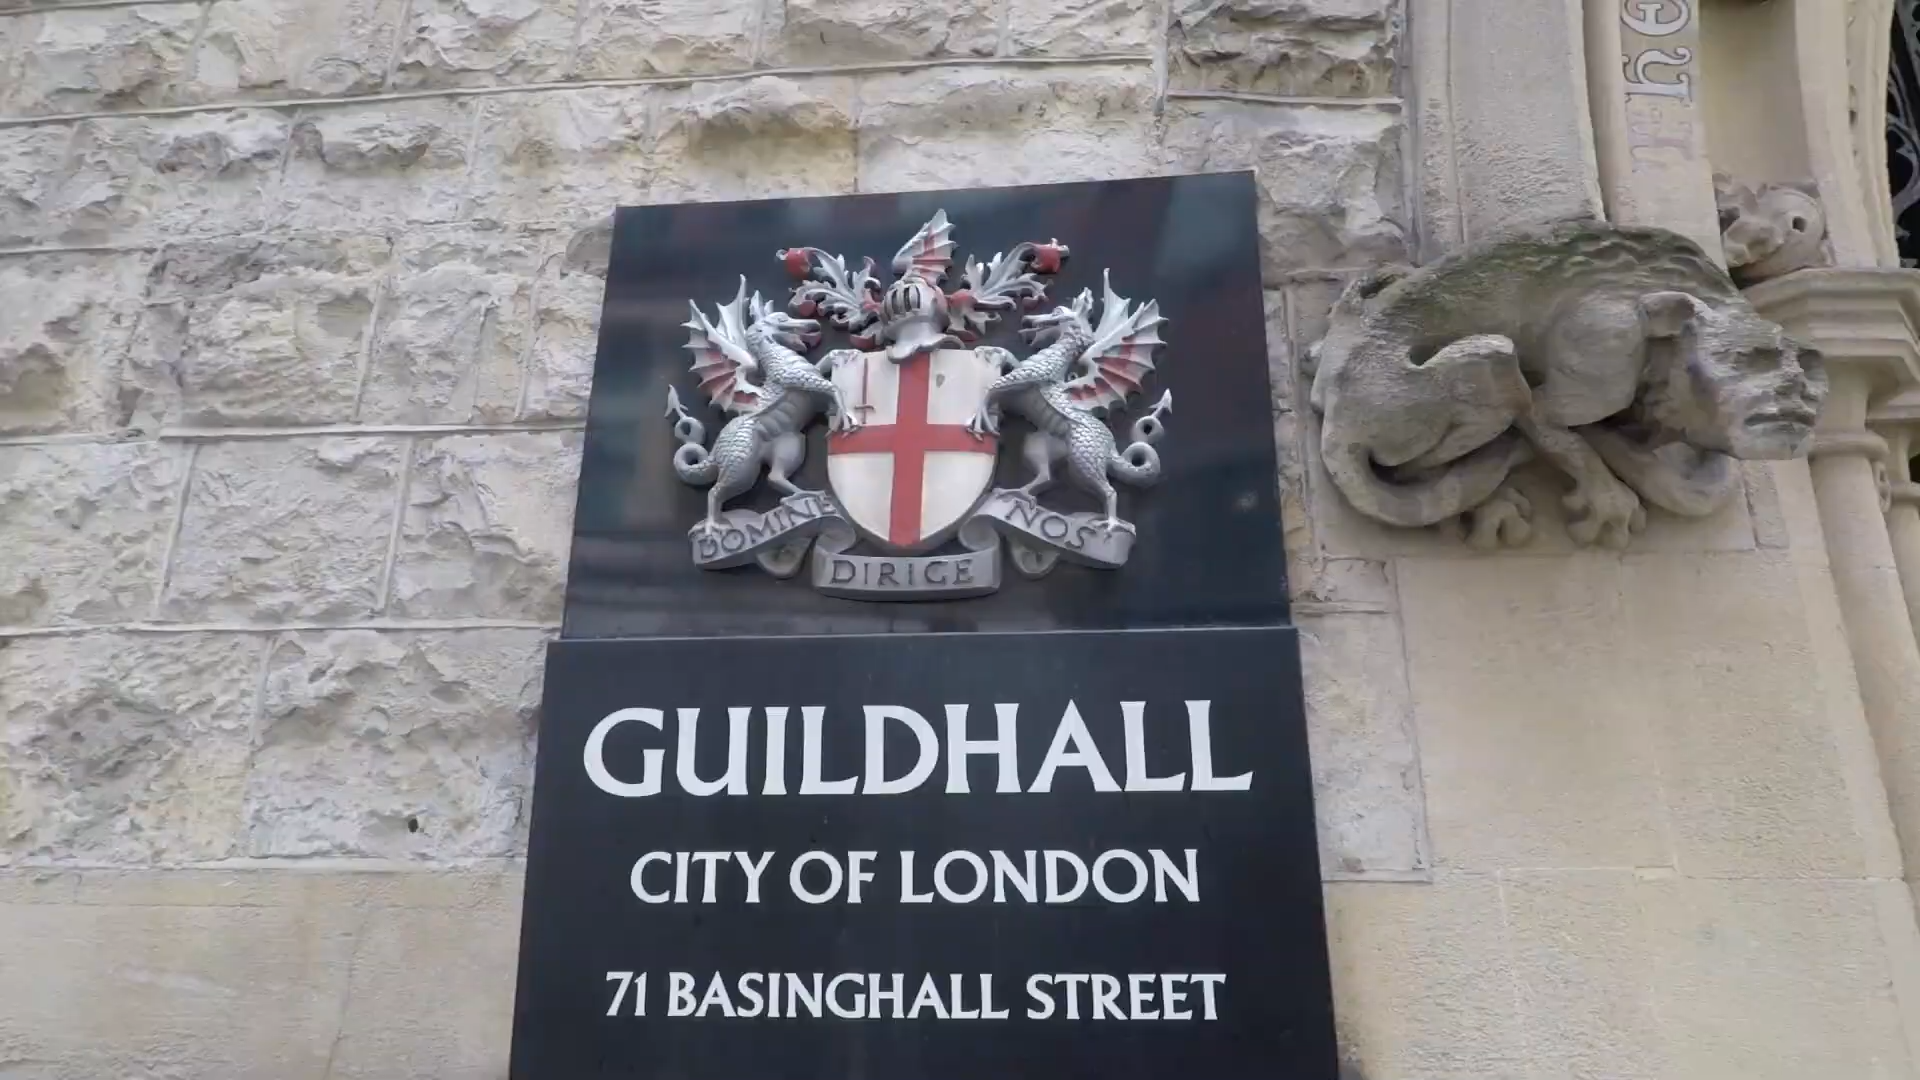 DOMINE NOS
DIRIGE
GUILDHALL
CITY OF LONDON
71 BASINGHALL STREET